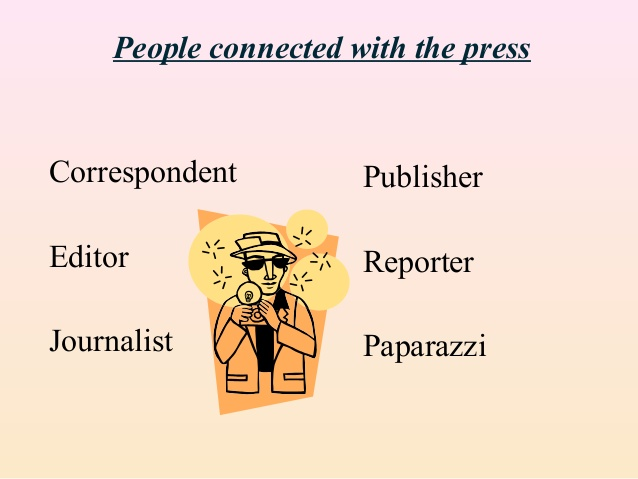 People connected with the press
Correspondent
Editor
Journalist
Publisher
Reporter
Paparazzi